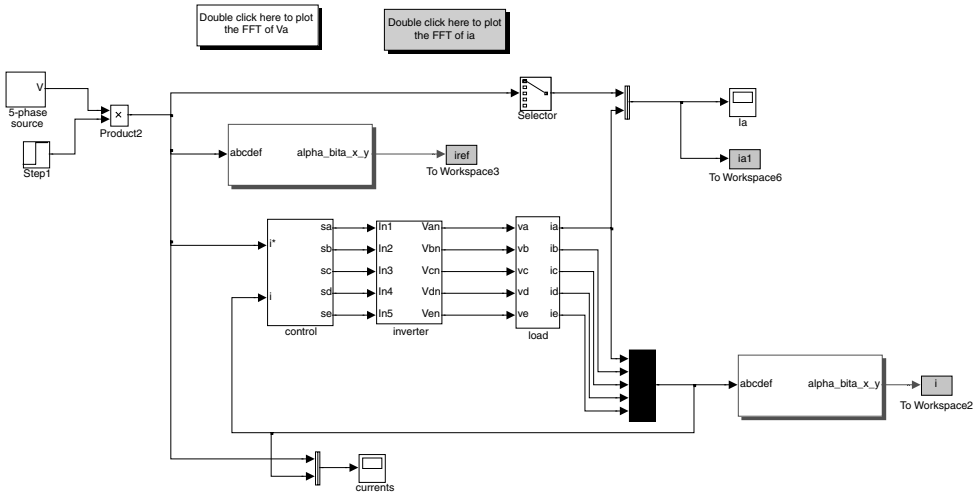 Double click here to plot
the FFT of Va
Double click here to plot
the FFT of ia
V
5-phase
source
×
Product2
Step1
Selector
Ia
abcdef
alpha_bita_x_y
iref
To Workspace3
ia1
To Workspace6
i*
i
sa
sb
sc
sd
se
control
In1
In2
In3
In4
In5
Van
Vbn
Vcn
Vdn
Ven
inverter
va
vb
vc
vd
ve
ia
ib
ic
id
ie
load
abcdef
alpha_bita_x_y
i
To Workspace2
currents